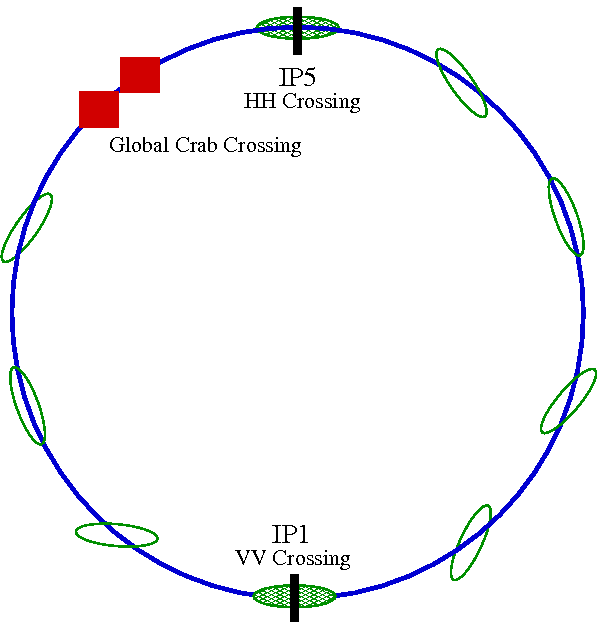 IP5
HH Crossing
Global Crab Crossing
IP1
VV Crossing